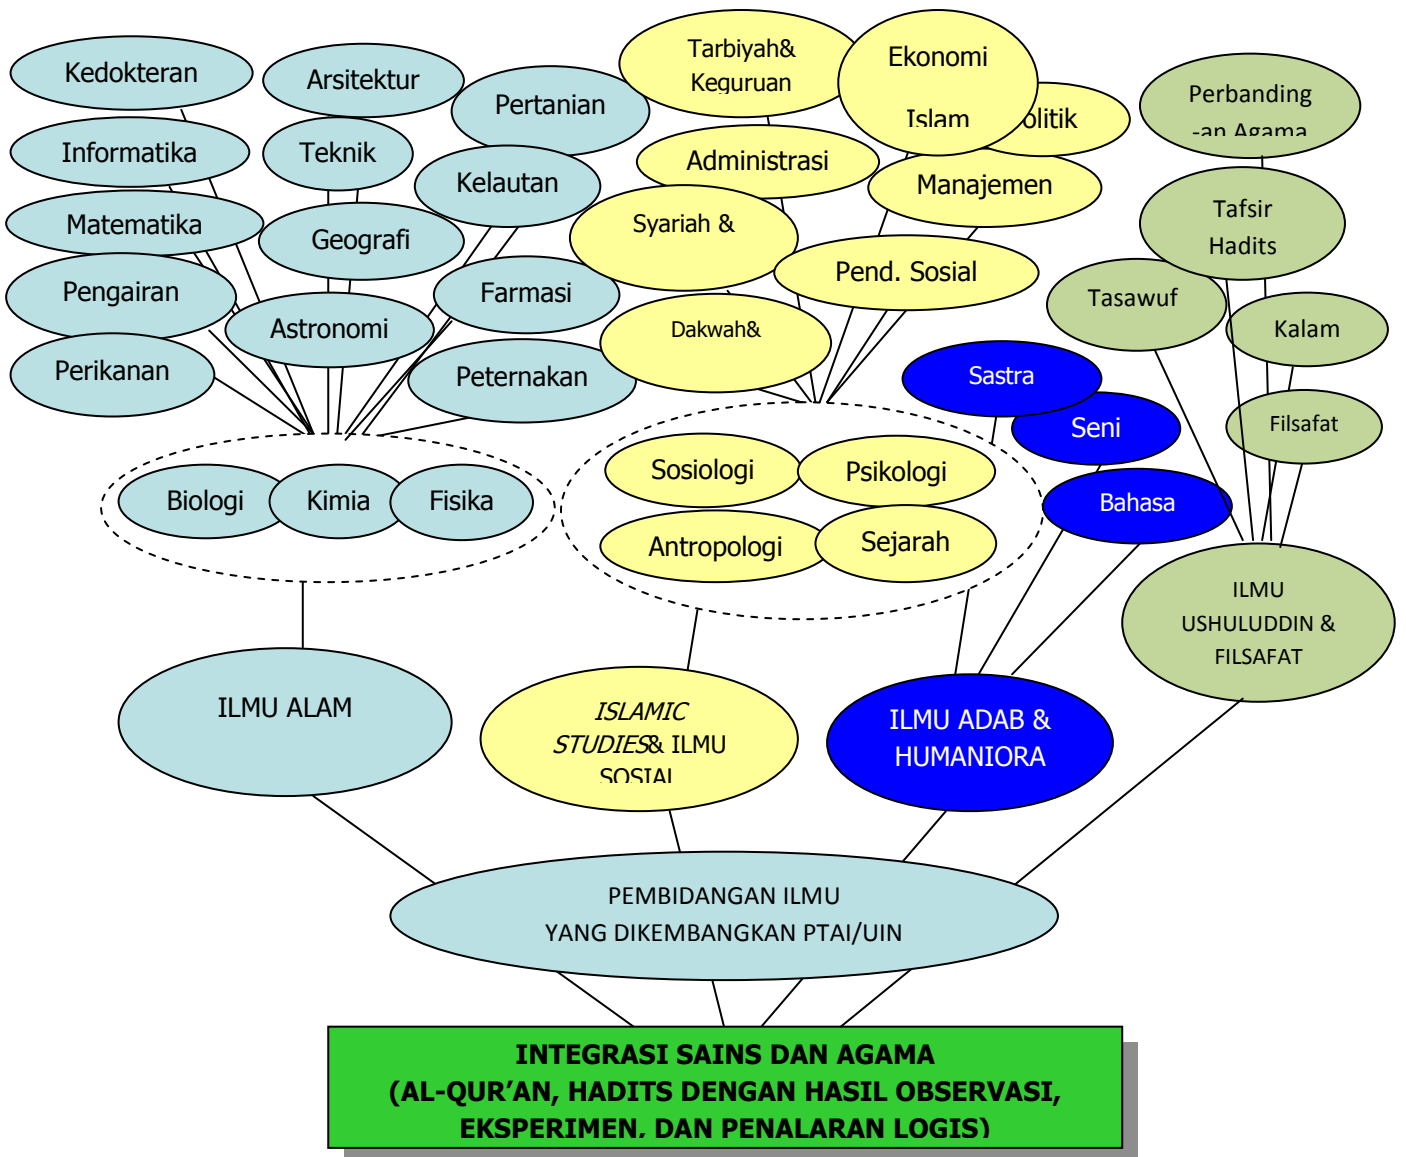 Kedokteran
Arsitektur
Pertanian
Informatika
Teknik
Kelautan
Matematika
Geografi
Pengairan
Farmasi
Astronomi
Perikanan
Peternakan
Biologi
Kimia
Fisika
Tarbiyah&
Keguruan
Ekonomi
Islam
olitik
Administrasi
Manajemen
Syariah &
Pend. Sosial
Dakwah&
Sosiologi
Psikologi
Antropologi
Sejarah
Sastra
Seni
Bahasa
Perbanding
-an Agama
Tafsir
Hadits
Tasawuf
Kalam
Filsafat
ILMU
USHULUDDIN &
FILSAFAT
ILMU ALAM
ISLAMIC
STUDIES& ILMU
SOSIAL
ILMU ADAB &
HUMANIORA
PEMBIDANGAN ILMU
YANG DIKEMBANGKAN PTAI/UIN
INTEGRASI SAINS DAN AGAMA
(AL-QUR’AN, HADITS DENGAN HASIL OBSERVASI,
EKSPERIMEN, DAN PENALARAN LOGIS)